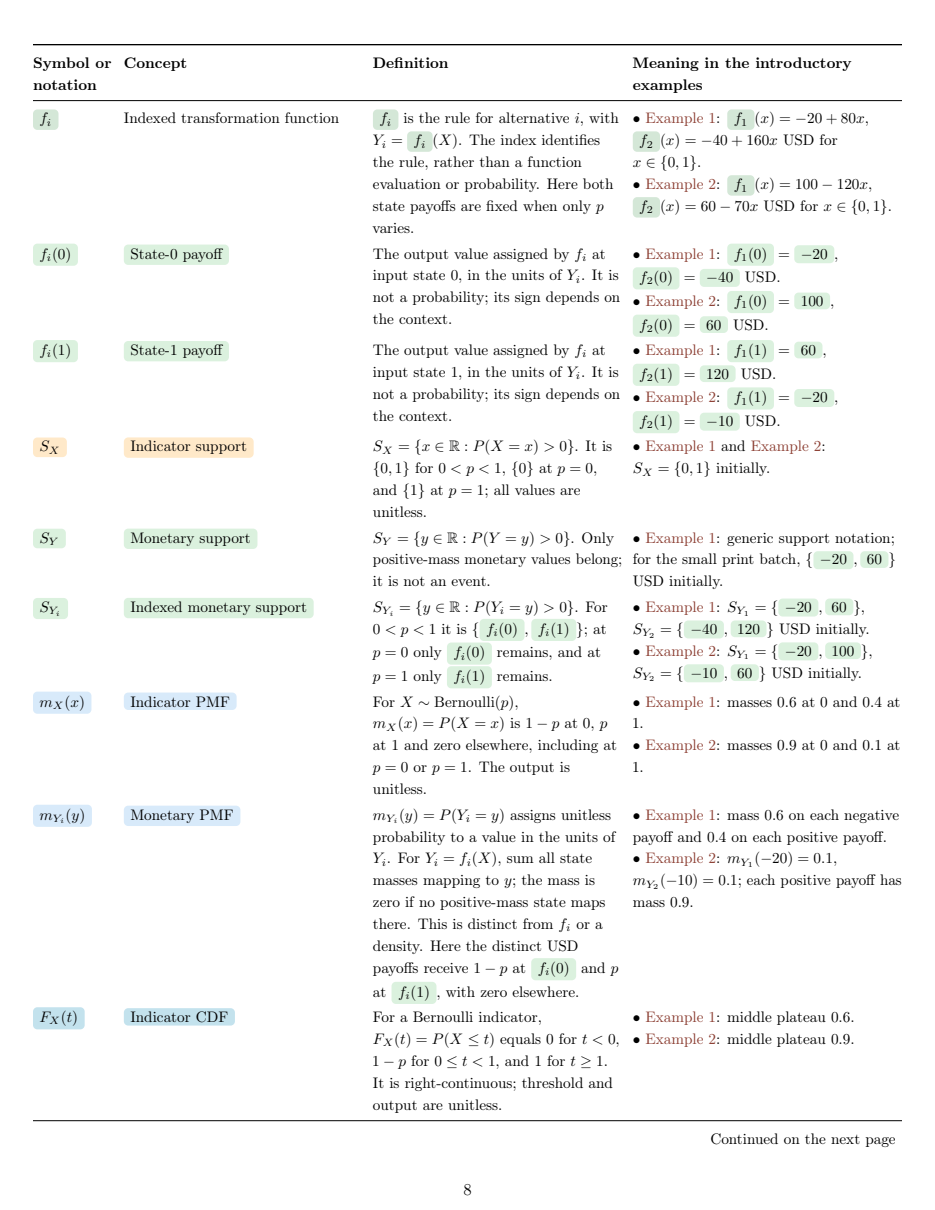 Symbol or notation | Concept | Definition | Meaning in the introductory examples
f_i
Indexed transformation function
f_i is the rule for alternative i, with
Y_i = f_i (X). The index identifies
the rule, rather than a function
evaluation or probability. Here both
state payoffs are fixed when only p
varies.
• Example 1: f_1 (x) = −20 + 80x,
f_2 (x) = −40 + 160x USD for
x ∈ {0, 1}.
• Example 2: f_1 (x) = 100 − 120x,
f_2 (x) = 60 − 70x USD for x ∈ {0, 1}.
f_i(0)
State-0 payoff
The output value assigned by f_i at
input state 0, in the units of Y_i. It is
not a probability; its sign depends on
the context.
• Example 1: f_1(0) = −20 ,
f_2(0) = −40 USD.
• Example 2: f_1(0) = 100 ,
f_2(0) = 60 USD.
f_i(1)
State-1 payoff
The output value assigned by f_i at
input state 1, in the units of Y_i. It is
not a probability; its sign depends on
the context.
• Example 1: f_1(1) = 60 ,
f_2(1) = 120 USD.
• Example 2: f_1(1) = −20 ,
f_2(1) = −10 USD.
S_X
Indicator support
S_X = {x ∈ ℝ : P(X = x) > 0}. It is
{0, 1} for 0 < p < 1, {0} at p = 0,
and {1} at p = 1; all values are
unitless.
• Example 1 and Example 2:
S_X = {0, 1} initially.
S_Y
Monetary support
S_Y = {y ∈ ℝ : P(Y = y) > 0}. Only
positive-mass monetary values belong;
it is not an event.
• Example 1: generic support notation;
for the small print batch, { −20 , 60 }
USD initially.
S_{Y_i}
Indexed monetary support
S_{Y_i} = {y ∈ ℝ : P(Y_i = y) > 0}. For
0 < p < 1 it is { f_i(0) , f_i(1) }; at
p = 0 only f_i(0) remains, and at
p = 1 only f_i(1) remains.
• Example 1: S_{Y_1} = { −20 , 60 },
S_{Y_2} = { −40 , 120 } USD initially.
• Example 2: S_{Y_1} = { −20 , 100 },
S_{Y_2} = { −10 , 60 } USD initially.
m_X(x)
Indicator PMF
For X ∼ Bernoulli(p),
m_X(x) = P(X = x) is 1 − p at 0, p
at 1 and zero elsewhere, including at
p = 0 or p = 1. The output is
unitless.
• Example 1: masses 0.6 at 0 and 0.4 at
1.
• Example 2: masses 0.9 at 0 and 0.1 at
1.
m_{Y_i}(y)
Monetary PMF
m_{Y_i}(y) = P(Y_i = y) assigns unitless
probability to a value in the units of
Y_i. For Y_i = f_i(X), sum all state
masses mapping to y; the mass is
zero if no positive-mass state maps
there. This is distinct from f_i or a
density. Here the distinct USD
payoffs receive 1 − p at f_i(0) and p
at f_i(1) , with zero elsewhere.
• Example 1: mass 0.6 on each negative
payoff and 0.4 on each positive payoff.
• Example 2: m_{Y_1}(−20) = 0.1,
m_{Y_2}(−10) = 0.1; each positive payoff has
mass 0.9.
F_X(t)
Indicator CDF
For a Bernoulli indicator,
F_X(t) = P(X ≤ t) equals 0 for t < 0,
1 − p for 0 ≤ t < 1, and 1 for t ≥ 1.
It is right-continuous; threshold and
output are unitless.
• Example 1: middle plateau 0.6.
• Example 2: middle plateau 0.9.
Continued on the next page
8